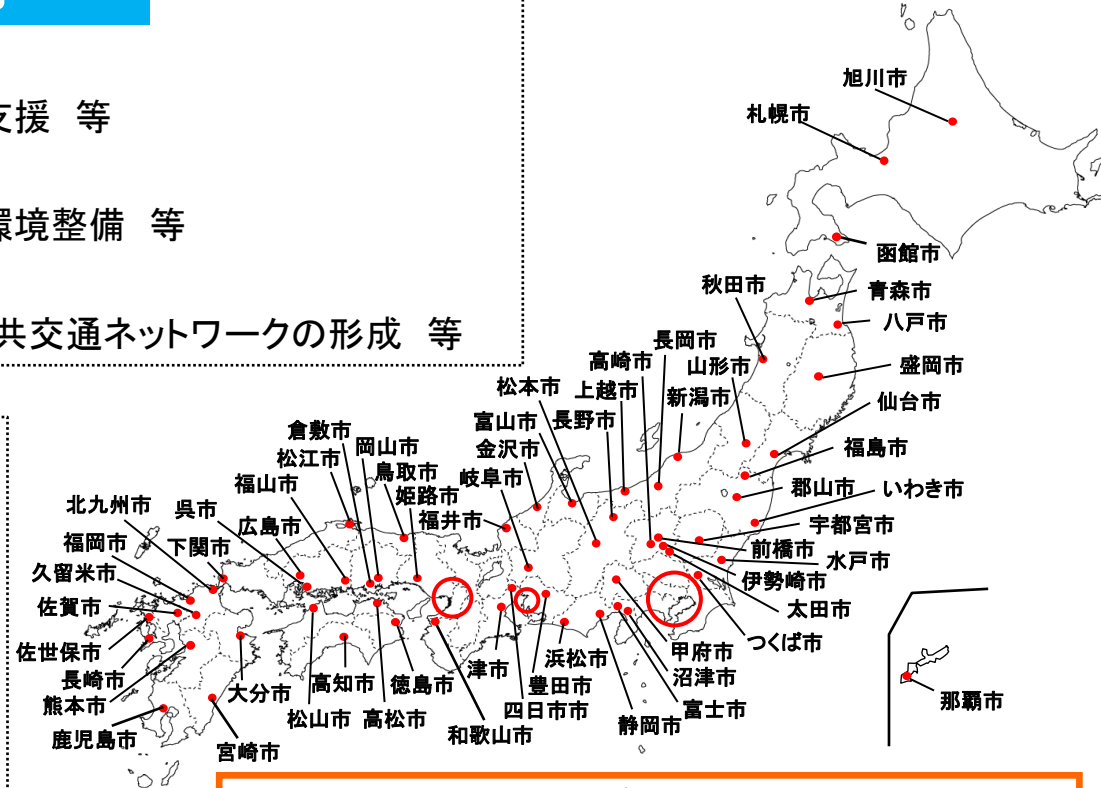 支援 等
環境整備 等
共交通ネットワークの形成 等
旭川市
札幌市
函館市
秋田市
青森市
八戸市
長岡市
高崎市
山形市
盛岡市
松本市
上越市
新潟市
仙台市
富山市
長野市
倉敷市
岡山市
金沢市
福島市
松江市
鳥取市
岐阜市
福山市
姫路市
郡山市
いわき市
北九州市
呉市
広島市
福井市
宇都宮市
福岡市
下関市
前橋市
水戸市
久留米市
伊勢崎市
佐賀市
太田市
佐世保市
つくば市
長崎市
津市
浜松市
甲府市
熊本市
大分市
高知市
徳島市
豊田市
沼津市
那覇市
鹿児島市
松山市
高松市
四日市市
富士市
宮崎市
和歌山市
静岡市